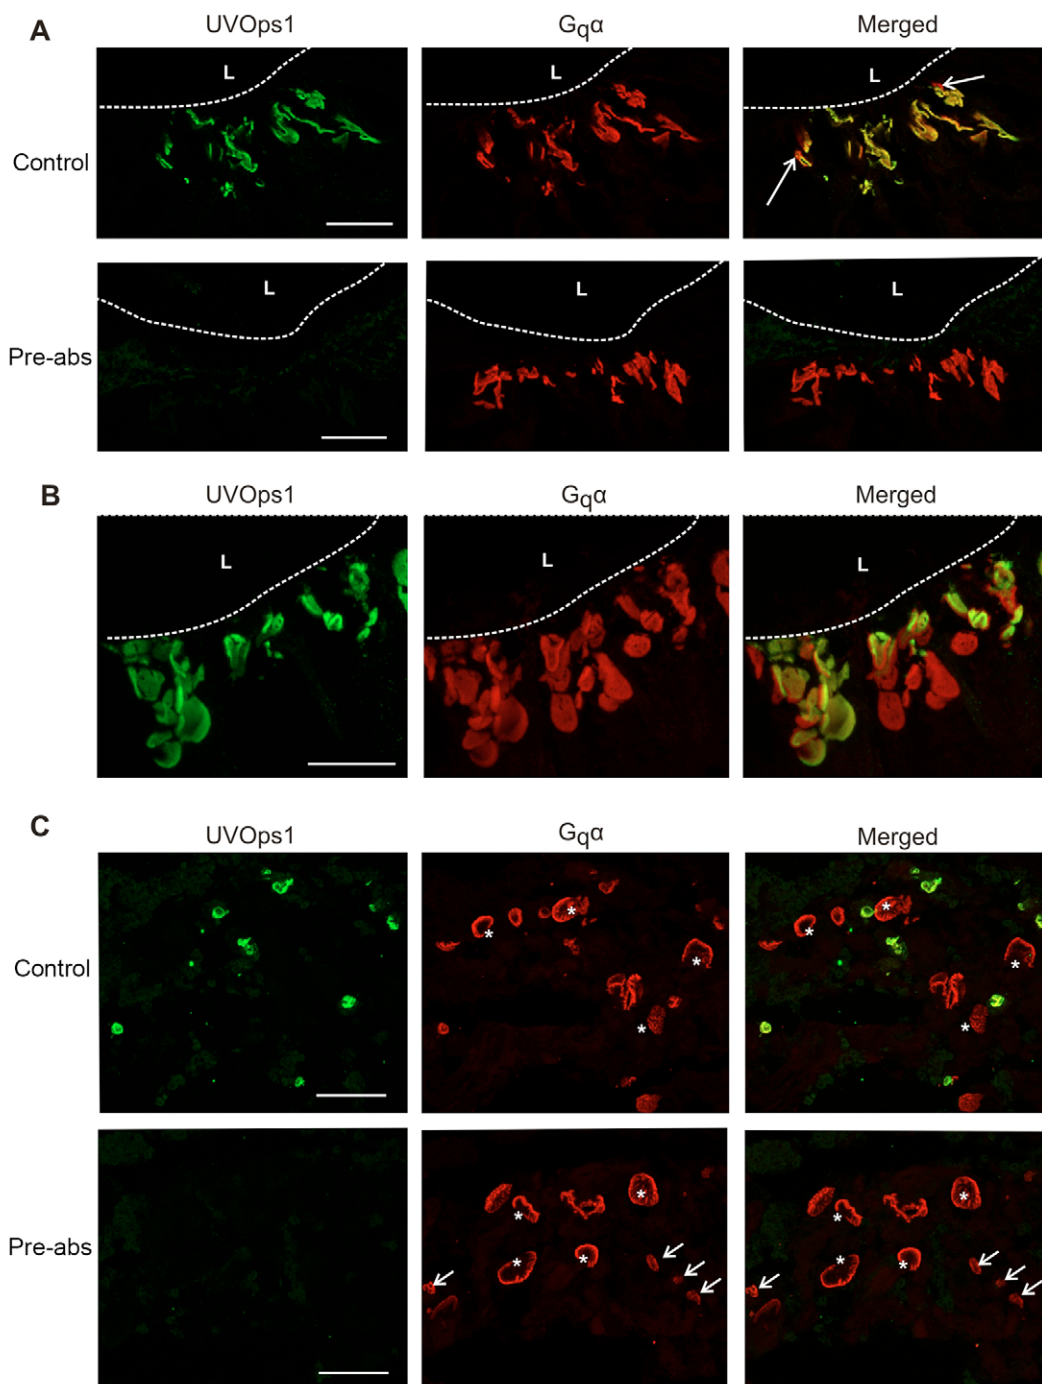 A
UVOps1 Gqα Merged
L L L
Control
L L L
Pre-abs
B
UVOps1 Gqα Merged
L L L
C
UVOps1 Gqα Merged
* * * *
* * * *
Control
* * * * *
* * * * *
Pre-abs